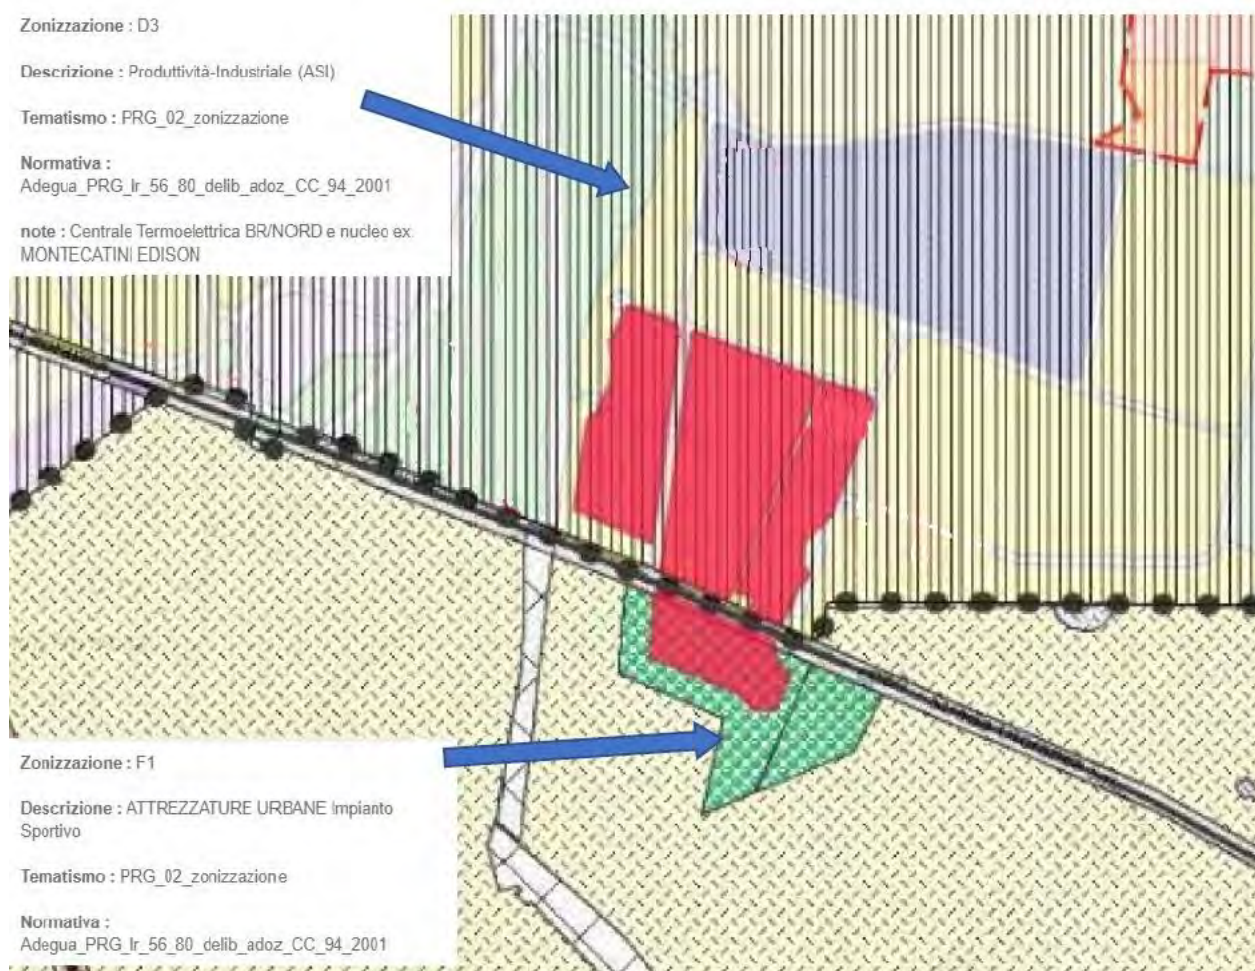 Zonizzazione : D3
Descrizione : Produttività-Industriale (ASI)
Tematismo : PRG_02_zonizzazione
Normativa :
Adegua_PRG_lr_56_80_delib_adoz_CC_94_2001
note : Centrale Termoelettrica BR/NORD e nucleo ex
MONTECATINI EDISON
Zonizzazione : F1
Descrizione : ATTREZZATURE URBANE Impianto
Sportivo
Tematismo : PRG_02_zonizzazione
Normativa :
Adegua_PRG_lr_56_80_delib_adoz_CC_94_2001